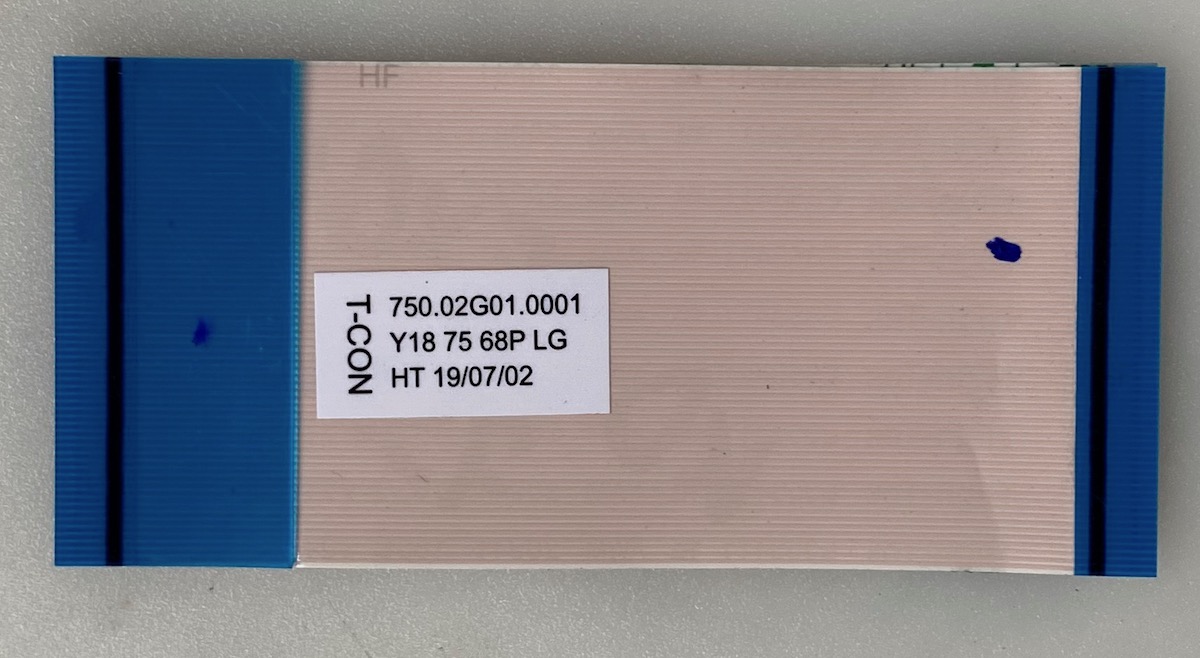 HF
T-CON
750.02G01.0001
Y18 75 68P LG
HT 19/07/02